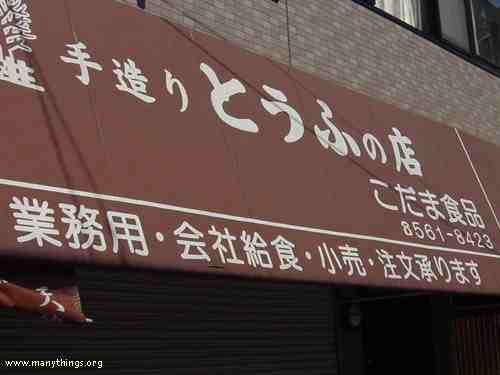 手造りとうふの店
こだま食品
8561-8423
業務用・会社給食・小売・注文承ります
www.manythings.org